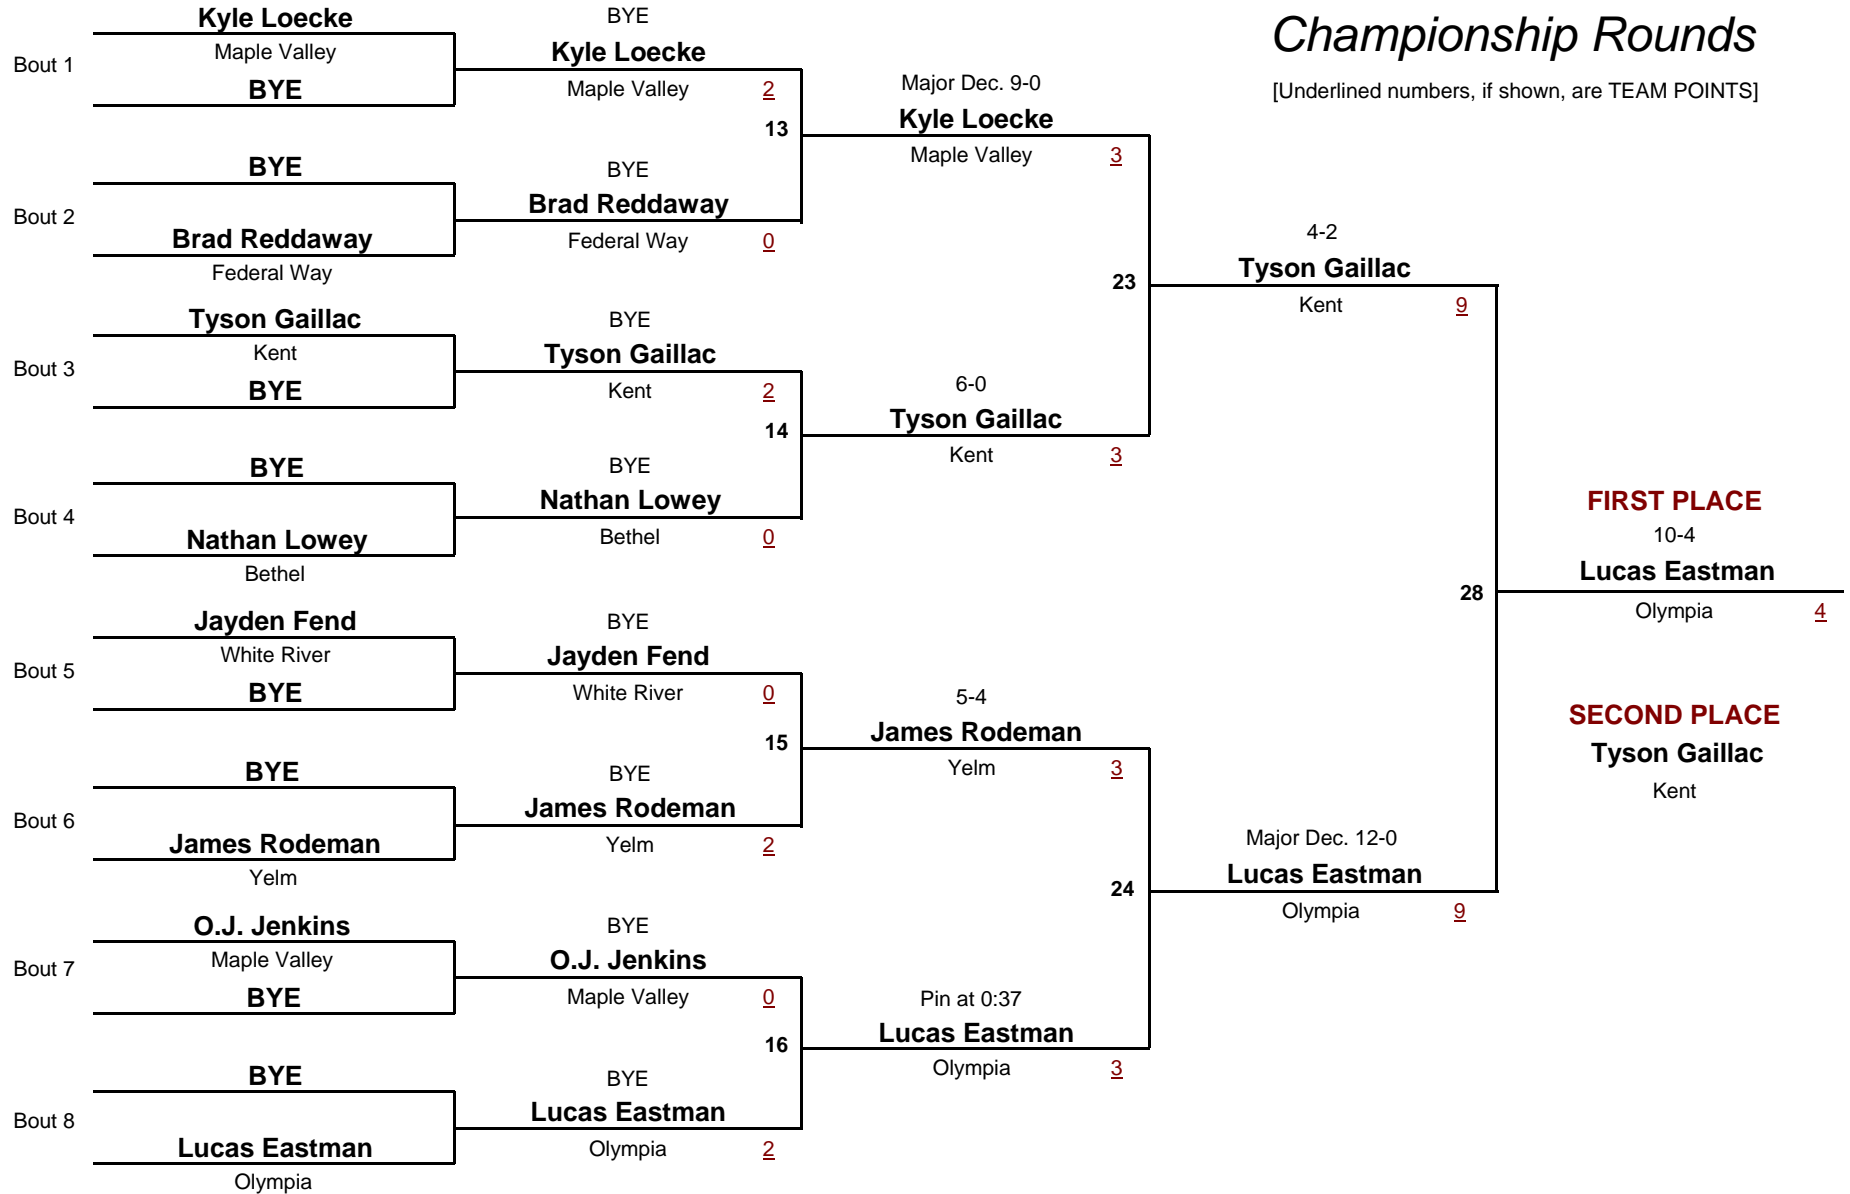 Championship Rounds
[Underlined numbers, if shown, are TEAM POINTS]
Bout 1
Kyle Loecke
Maple Valley
BYE
Bout 2
BYE
Brad Reddaway
Federal Way
Bout 3
Tyson Gaillac
Kent
BYE
Bout 4
BYE
Nathan Lowey
Bethel
Bout 5
Jayden Fend
White River
BYE
Bout 6
BYE
James Rodeman
Yelm
Bout 7
O.J. Jenkins
Maple Valley
BYE
Bout 8
BYE
Lucas Eastman
Olympia
BYE
Kyle Loecke
Maple Valley 2
13
BYE
Brad Reddaway
Federal Way 0
BYE
Tyson Gaillac
Kent 2
14
BYE
Nathan Lowey
Bethel 0
BYE
Jayden Fend
White River 0
15
BYE
James Rodeman
Yelm 2
BYE
O.J. Jenkins
Maple Valley 0
16
BYE
Lucas Eastman
Olympia 2
Major Dec. 9-0
Kyle Loecke
Maple Valley 3
23
6-0
Tyson Gaillac
Kent 3
5-4
James Rodeman
Yelm 3
24
Pin at 0:37
Lucas Eastman
Olympia 3
4-2
Tyson Gaillac
Kent 9
28
Major Dec. 12-0
Lucas Eastman
Olympia 9
FIRST PLACE
10-4
Lucas Eastman
Olympia 4
SECOND PLACE
Tyson Gaillac
Kent